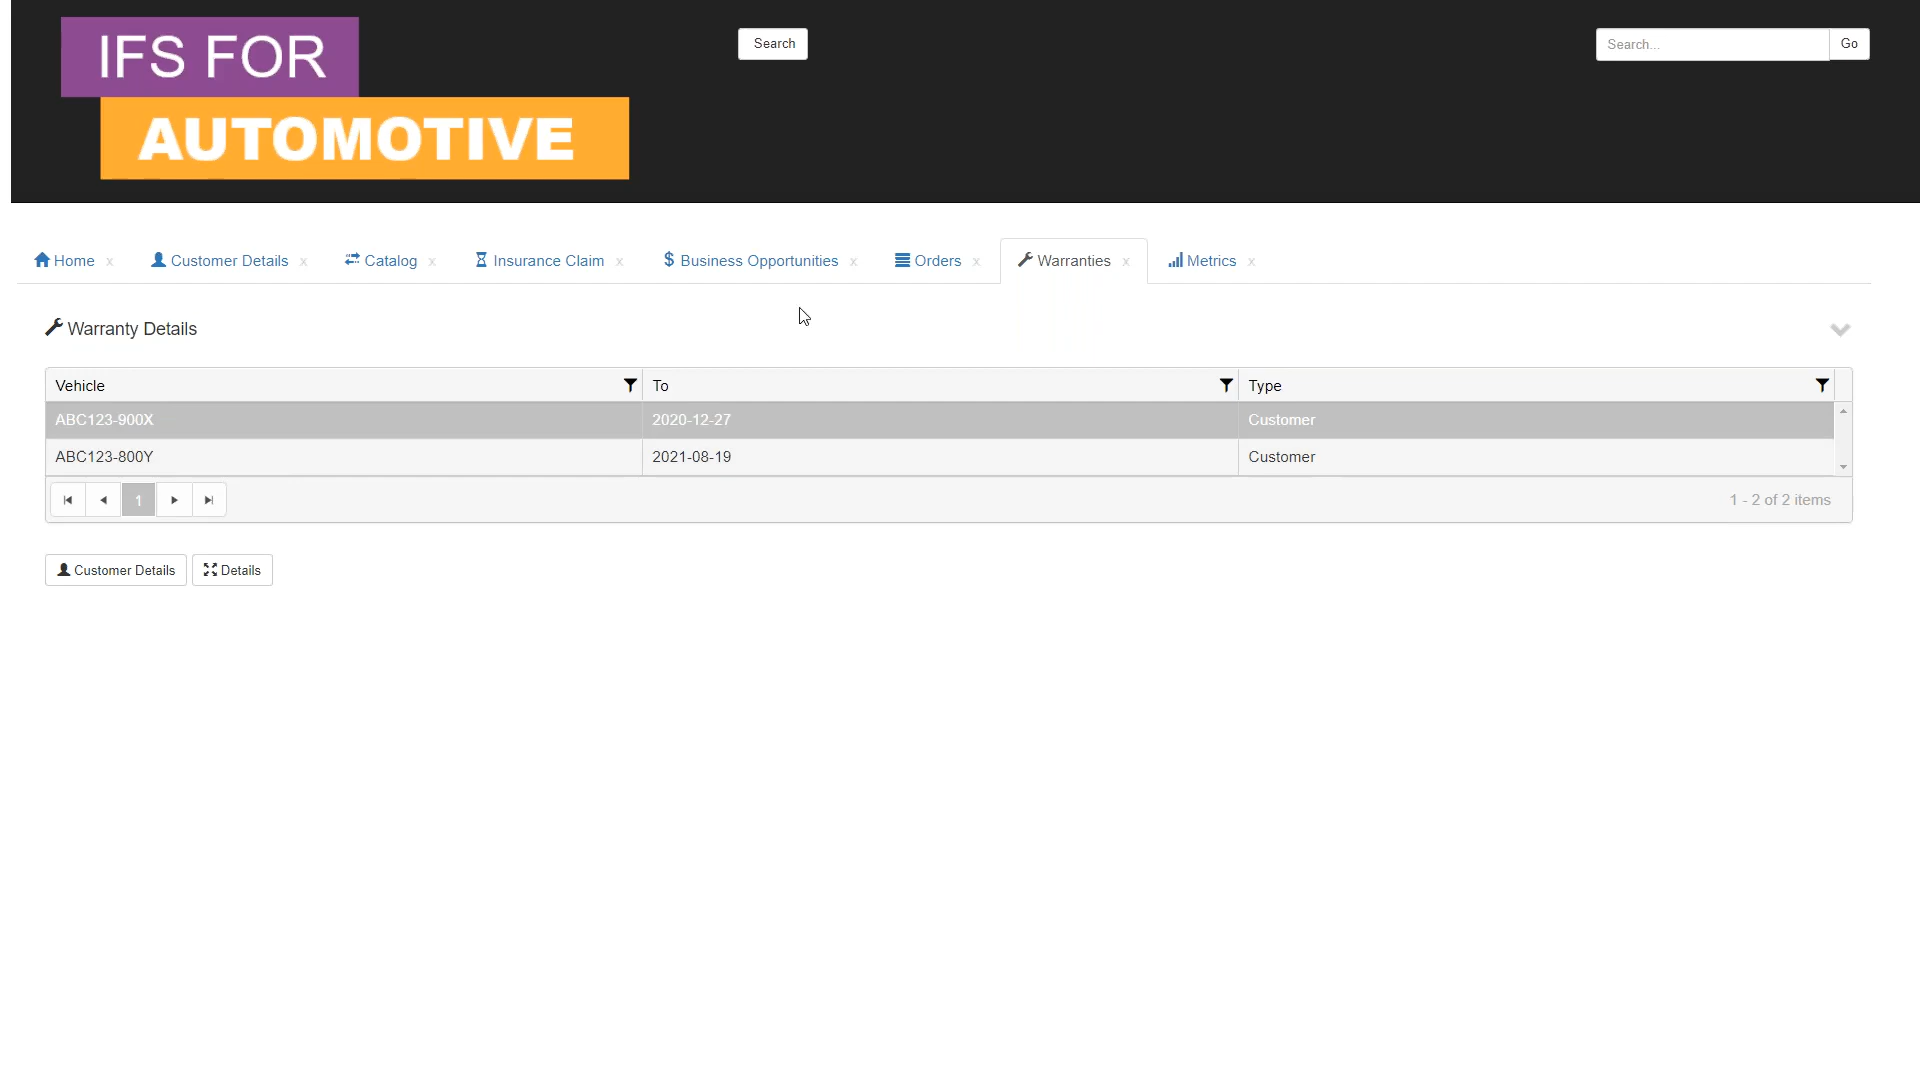 IFS FOR
AUTOMOTIVE
Search
Search...
Go
Home x
Customer Details x
Catalog x
Insurance Claim x
$ Business Opportunities x
Orders x
Warranties x
Metrics x
Warranty Details
Vehicle To Type
ABC123-900X 2020-12-27 Customer
ABC123-800Y 2021-08-19 Customer
1
1 - 2 of 2 items
Customer Details
Details